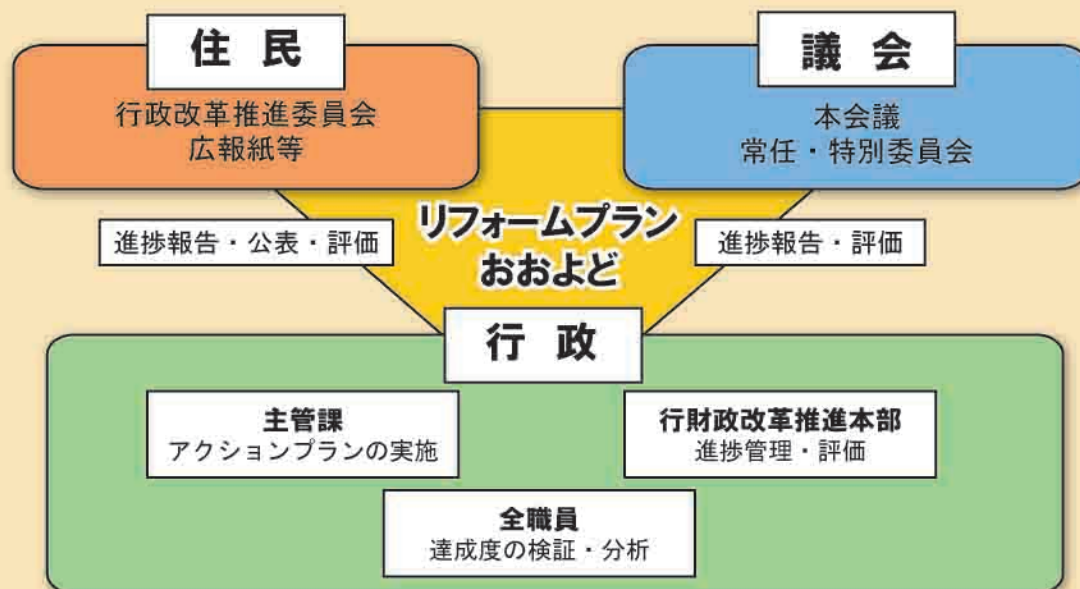 住 民
行政改革推進委員会
広報紙等
議 会
本会議
常任・特別委員会
リフォームプラン
おおよど
進捗報告・公表・評価
進捗報告・評価
行 政
主管課
アクションプランの実施
行財政改革推進本部
進捗管理・評価
全職員
達成度の検証・分析